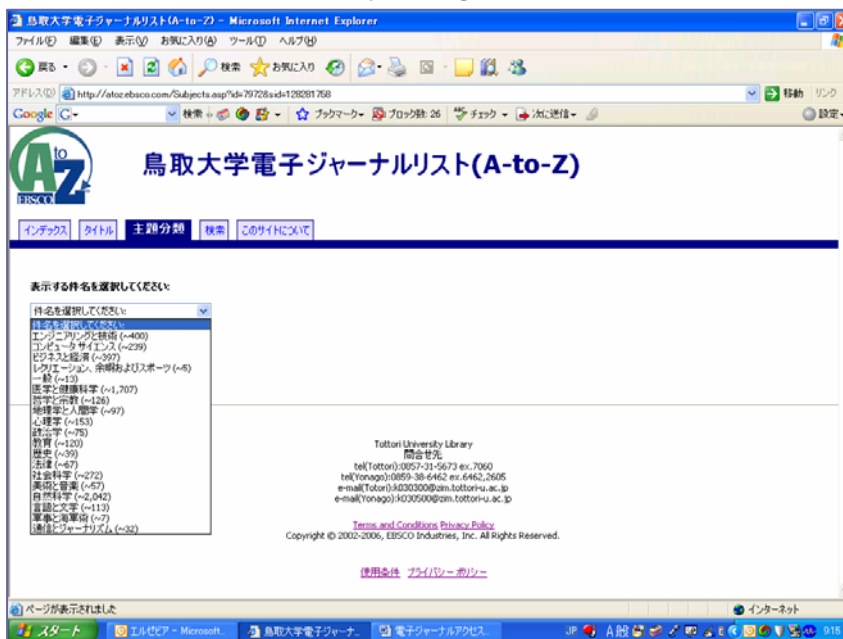 鳥取大学電子ジャーナルリスト(A-to-Z) - Microsoft Internet Explorer
ファイル(F) 編集(E) 表示(V) お気に入り(A) ツール(T) ヘルプ(H)
戻る 検索 お気に入り
アドレス(D) http://atoz.ebsco.com/Subjects.asp?id=7972&sid=128281768 移動 リンク
Google G 検索 ブックマーク ブロック数: 26 チェック 次に送信 設定
A to Z
EBSCO
鳥取大学電子ジャーナルリスト(A-to-Z)
インデックス タイトル 主題分類 検索 このサイトについて
表示する件名を選択してください:
件名を選択してください:
件名を選択してください:
エンジニアリングと技術 (~400)
コンピュータ サイエンス (~239)
ビジネスと経済 (~397)
レクリエーション、余暇およびスポーツ (~5)
一般 (~13)
医学と健康科学 (~1,707)
哲学と宗教 (~126)
地理学と人間学 (~97)
心理学 (~153)
政治学 (~75)
教育 (~120)
歴史 (~39)
法律 (~67)
社会科学 (~272)
美術と音楽 (~57)
自然科学 (~2,042)
言語と文字 (~113)
軍事と海軍術 (~7)
通信とジャーナリズム (~32)
Tottori University Library
問合せ先
tel(Tottori):0857-31-5673 ex.7060
tel(Yonago):0859-38-6462 ex.6462,2605
e-mail(Totori):k030300@zim.tottori-u.ac.jp
e-mail(Yonago):k030500@zim.tottori-u.ac.jp
Terms and Conditions Privacy Policy
Copyright © 2002-2006, EBSCO Industries, Inc. All Rights Reserved.
使用条件 プライバシー ポリシー
ページが表示されました インターネット
スタート エルゼビア - Microsoft... 鳥取大学電子ジャーナ... 電子ジャーナルアクセス... JP A 般 9:15